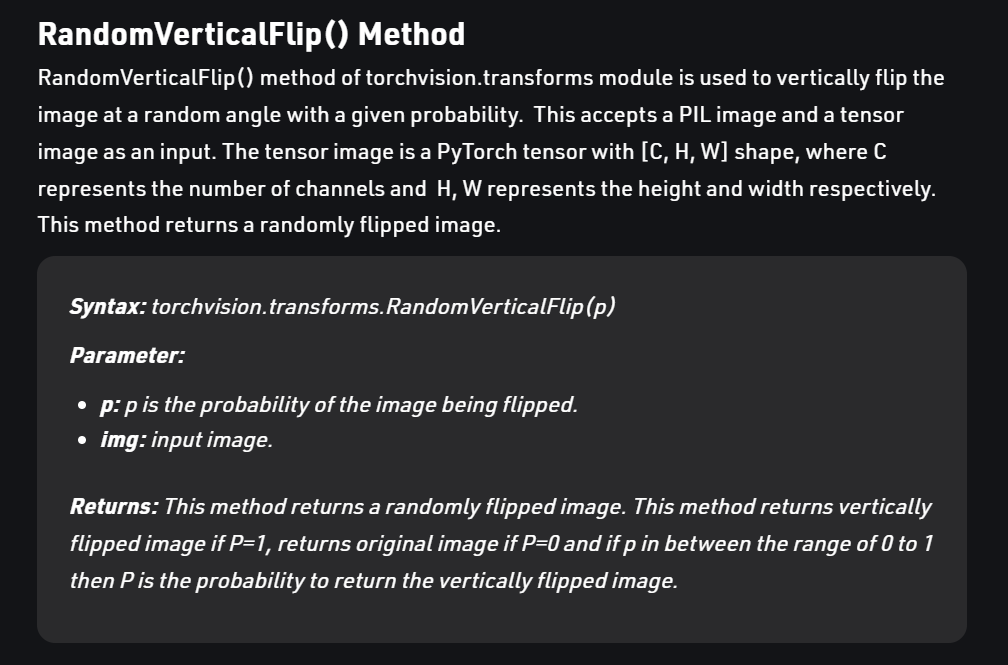 RandomVerticalFlip() Method
RandomVerticalFlip() method of torchvision.transforms module is used to vertically flip the
image at a random angle with a given probability.  This accepts a PIL image and a tensor
image as an input. The tensor image is a PyTorch tensor with [C, H, W] shape, where C
represents the number of channels and  H, W represents the height and width respectively.
This method returns a randomly flipped image.
Syntax: torchvision.transforms.RandomVerticalFlip(p)
Parameter:
• p: p is the probability of the image being flipped.
• img: input image.
Returns: This method returns a randomly flipped image. This method returns vertically
flipped image if P=1, returns original image if P=0 and if p in between the range of 0 to 1
then P is the probability to return the vertically flipped image.